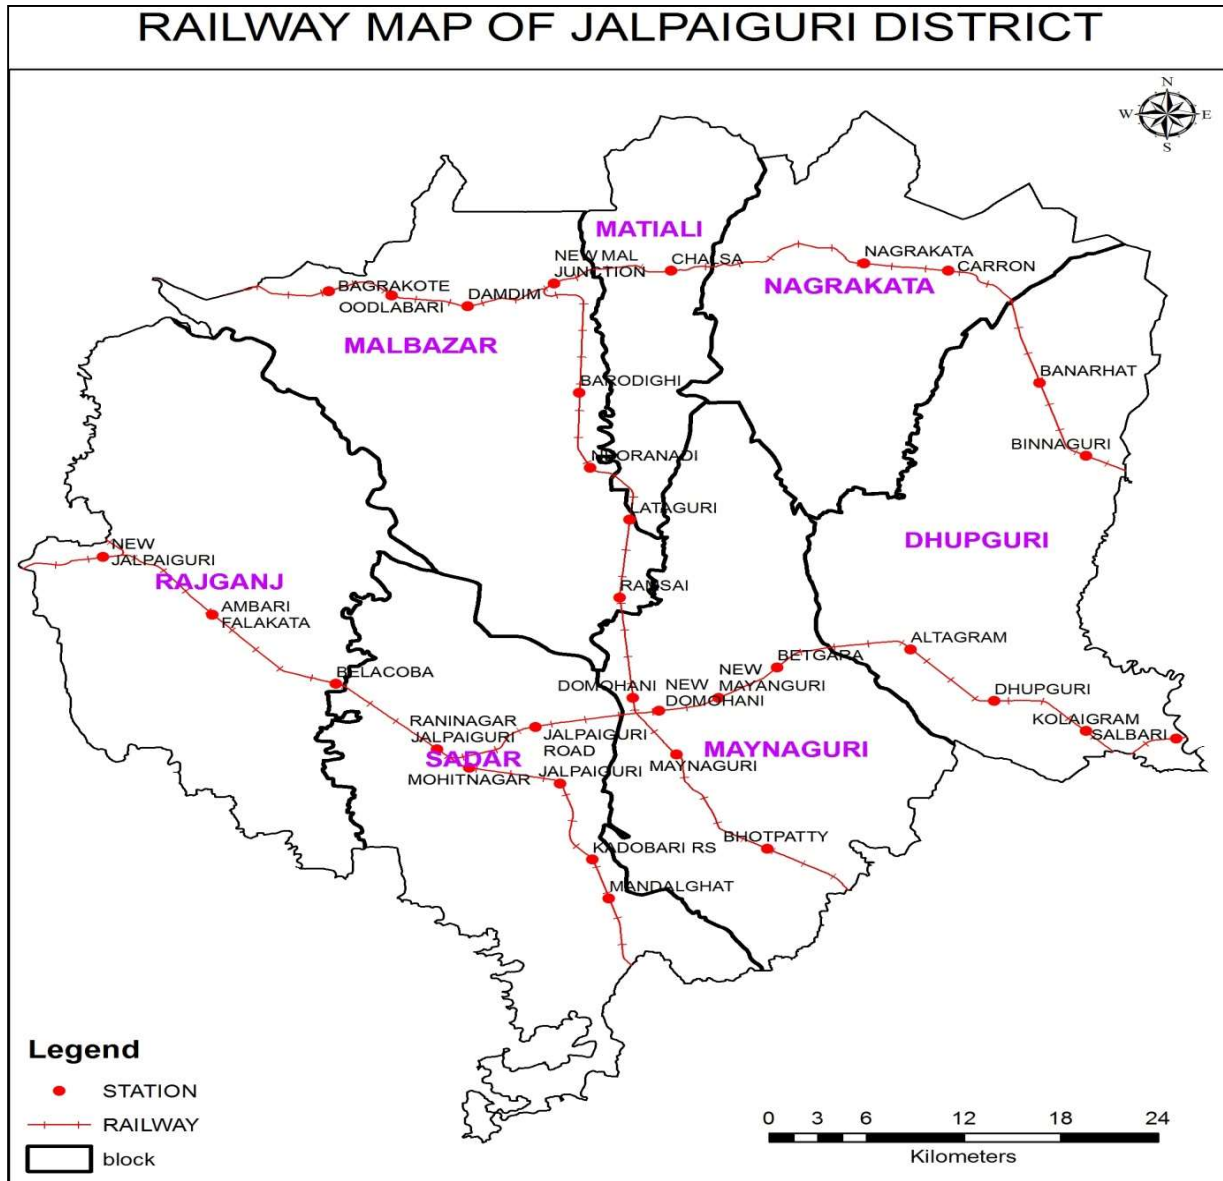 RAILWAY MAP OF JALPAIGURI DISTRICT
N
W
E
S
MATIALI
NEW MAL
JUNCTION
CHALSA
NAGRAKATA
CARRON
NAGRAKATA
BAGRAKOTE
OODLABARI
DAMDIM
MALBAZAR
BARODIGHI
BANARHAT
BINNAGURI
LATAGURI
DHUPGURI
NEW
JALPAIGURI
RAJGANJ
RAMSAI
AMBARI
FALAKATA
ALTAGRAM
BETGARA
BELACOBA
DOMOHANI
NEW
DOMOHANI
NEW
MAYANGURI
DHUPGURI
KOLAIGRAM
SALBARI
RANINAGAR
JALPAIGURI
JALPAIGURI
ROAD
SADAR
MAYNAGURI
MAYNAGURI
MOHITNAGAR
JALPAIGURI
BHOTPATTY
KADOBARI RS
MANDALGHAT
Legend
STATION
RAILWAY
block
0 3 6 12 18 24
Kilometers